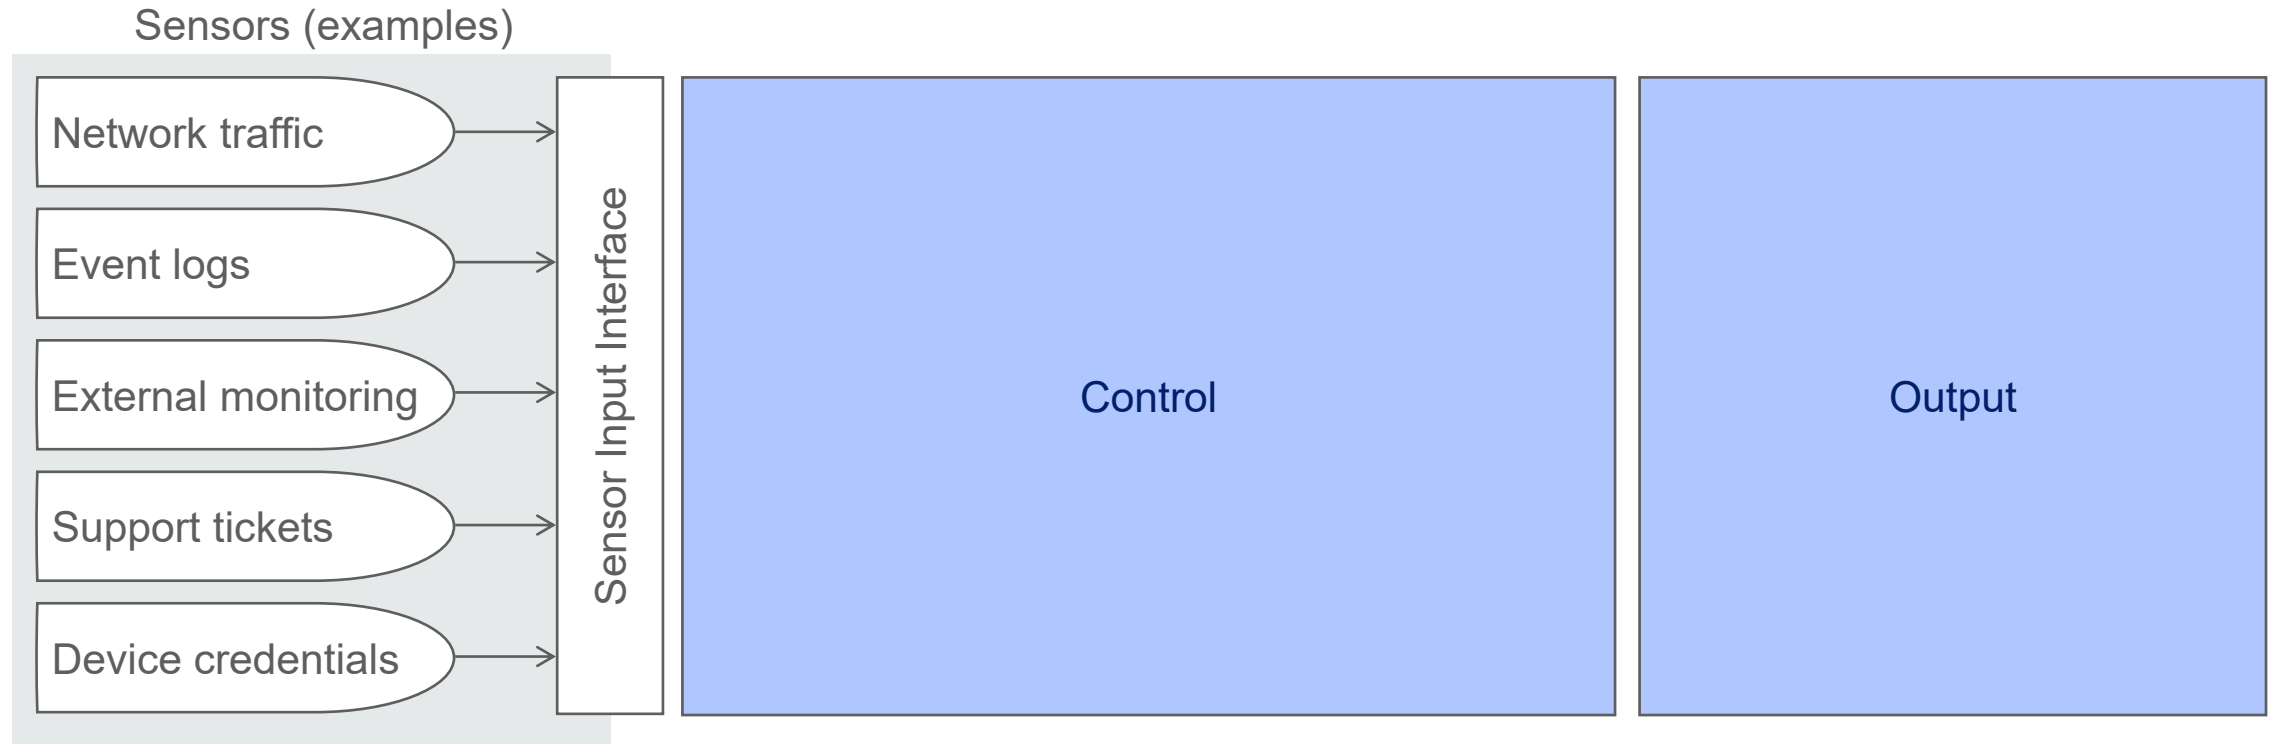 Sensors (examples)
Network traffic
Event logs
External monitoring
Support tickets
Device credentials
Sensor Input Interface
Control
Output